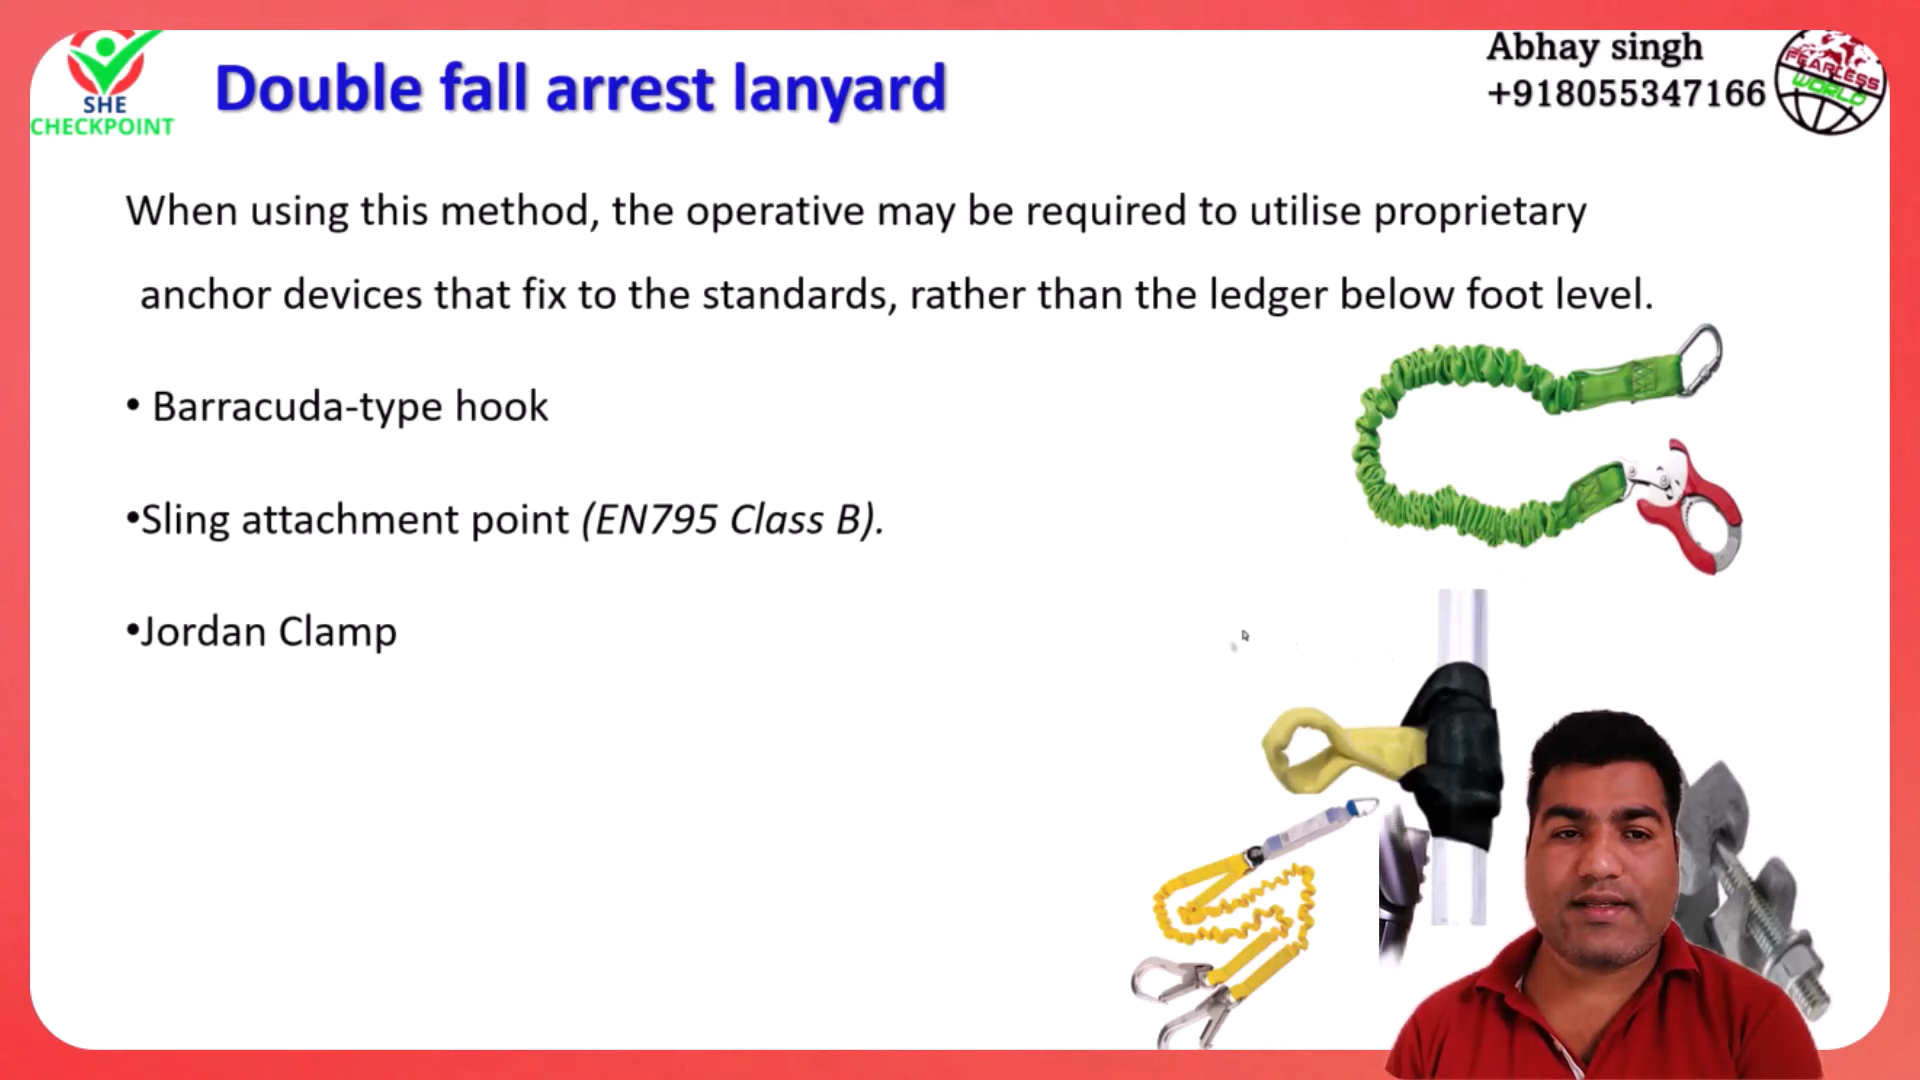 SHE
CHECKPOINT
Double fall arrest lanyard
Abhay singh
+918055347166
FEARLESS
WORLD
When using this method, the operative may be required to utilise proprietary
anchor devices that fix to the standards, rather than the ledger below foot level.
• Barracuda-type hook
•Sling attachment point (EN795 Class B).
•Jordan Clamp